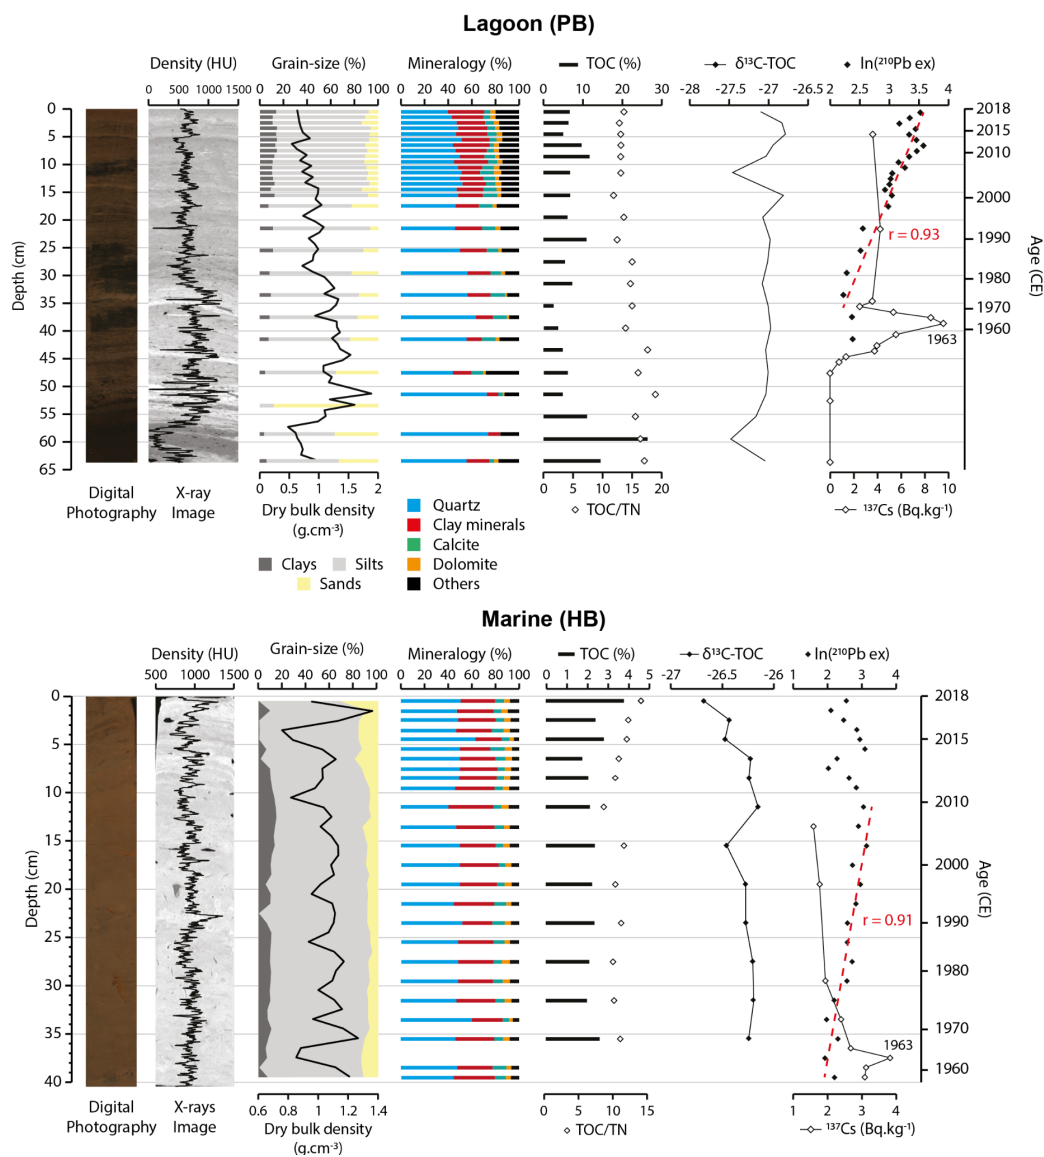 Lagoon (PB)
Density (HU) Grain-size (%) Mineralogy (%) TOC (%) δ¹³C-TOC ln(²¹⁰Pb ex)
0 500 1000 1500 0 20 40 60 80 100 0 20 40 60 80 100 0 10 20 30 -28 -27.5 -27 -26.5 2 2.5 3 3.5 4
0 2018
5 2015
10 2010
15
2000
20
r = 0.93
25 1990
Depth (cm) Age (CE)
30 1980
35 1970
40 1960
1963
45
50
55
60
65
Digital Photography X-ray Image
0 0.5 1 1.5 2 0 5 10 15 20 0 2 4 6 8 10
Dry bulk density TOC/TN ¹³⁷Cs (Bq.kg⁻¹)
(g.cm⁻³)
Quartz
Clay minerals
Calcite
Clays Silts Dolomite
Sands Others
Marine (HB)
Density (HU) Grain-size (%) Mineralogy (%) TOC (%) δ¹³C-TOC ln(²¹⁰Pb ex)
500 1000 1500 0 20 40 60 80 100 0 20 40 60 80 100 0 1 2 3 4 5 -27 -26.5 -26 1 2 3 4
0 2018
5 2015
10 2010
15
2000
20
Depth (cm) Age (CE)
r = 0.91 1990
25
1980
30
35 1970
1963
1960
40
Digital Photography X-rays Image
0.6 0.8 1 1.2 1.4 0 5 10 15 1 2 3 4
Dry bulk density TOC/TN ¹³⁷Cs (Bq.kg⁻¹)
(g.cm⁻³)